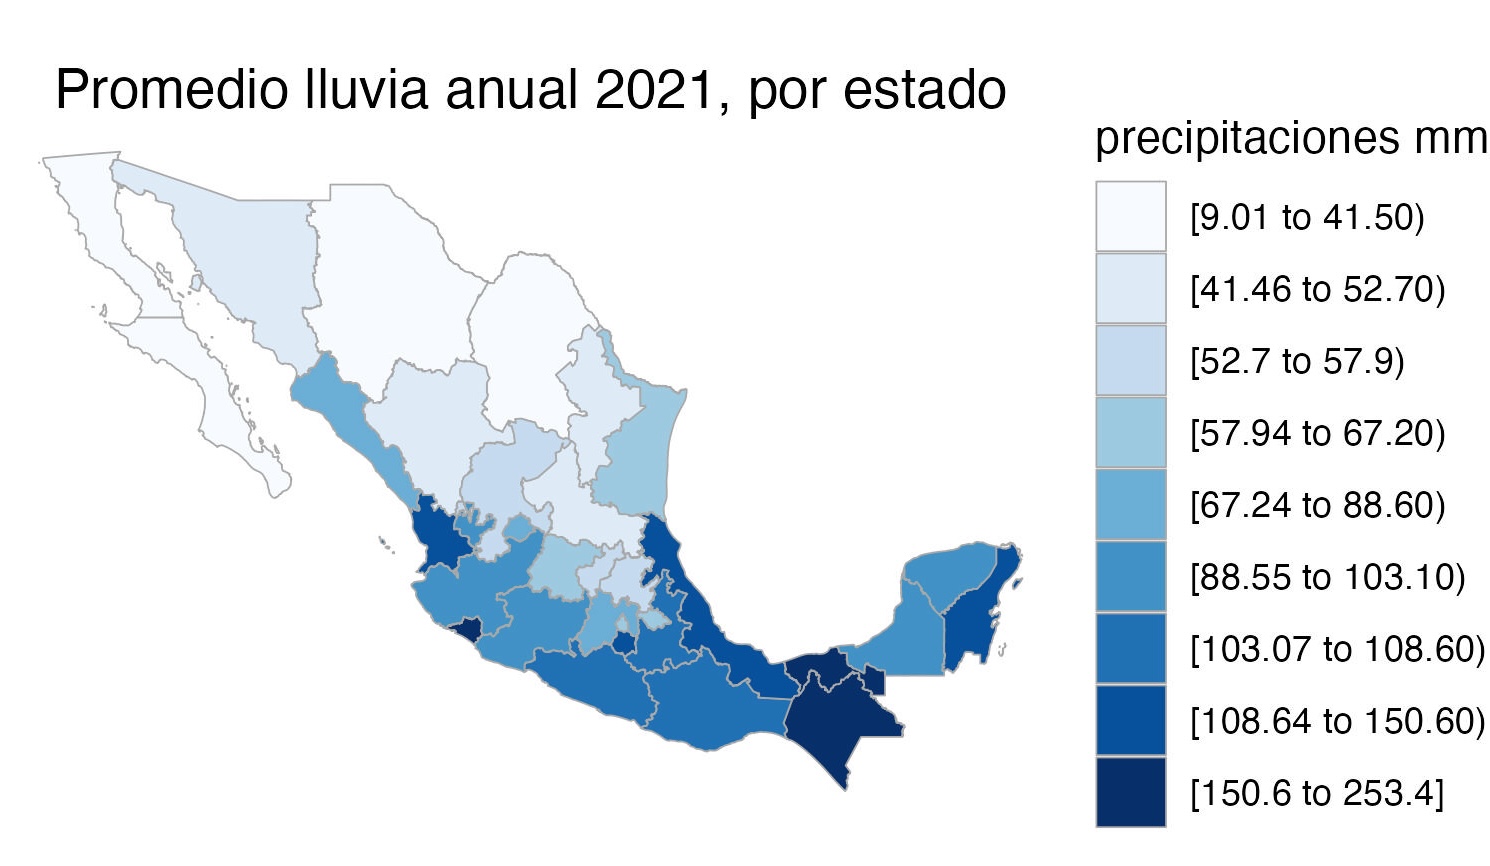 Promedio lluvia anual 2021, por estado
precipitaciones mm
[9.01 to 41.50)
[41.46 to 52.70)
[52.7 to 57.9)
[57.94 to 67.20)
[67.24 to 88.60)
[88.55 to 103.10)
[103.07 to 108.60)
[108.64 to 150.60)
[150.6 to 253.4]